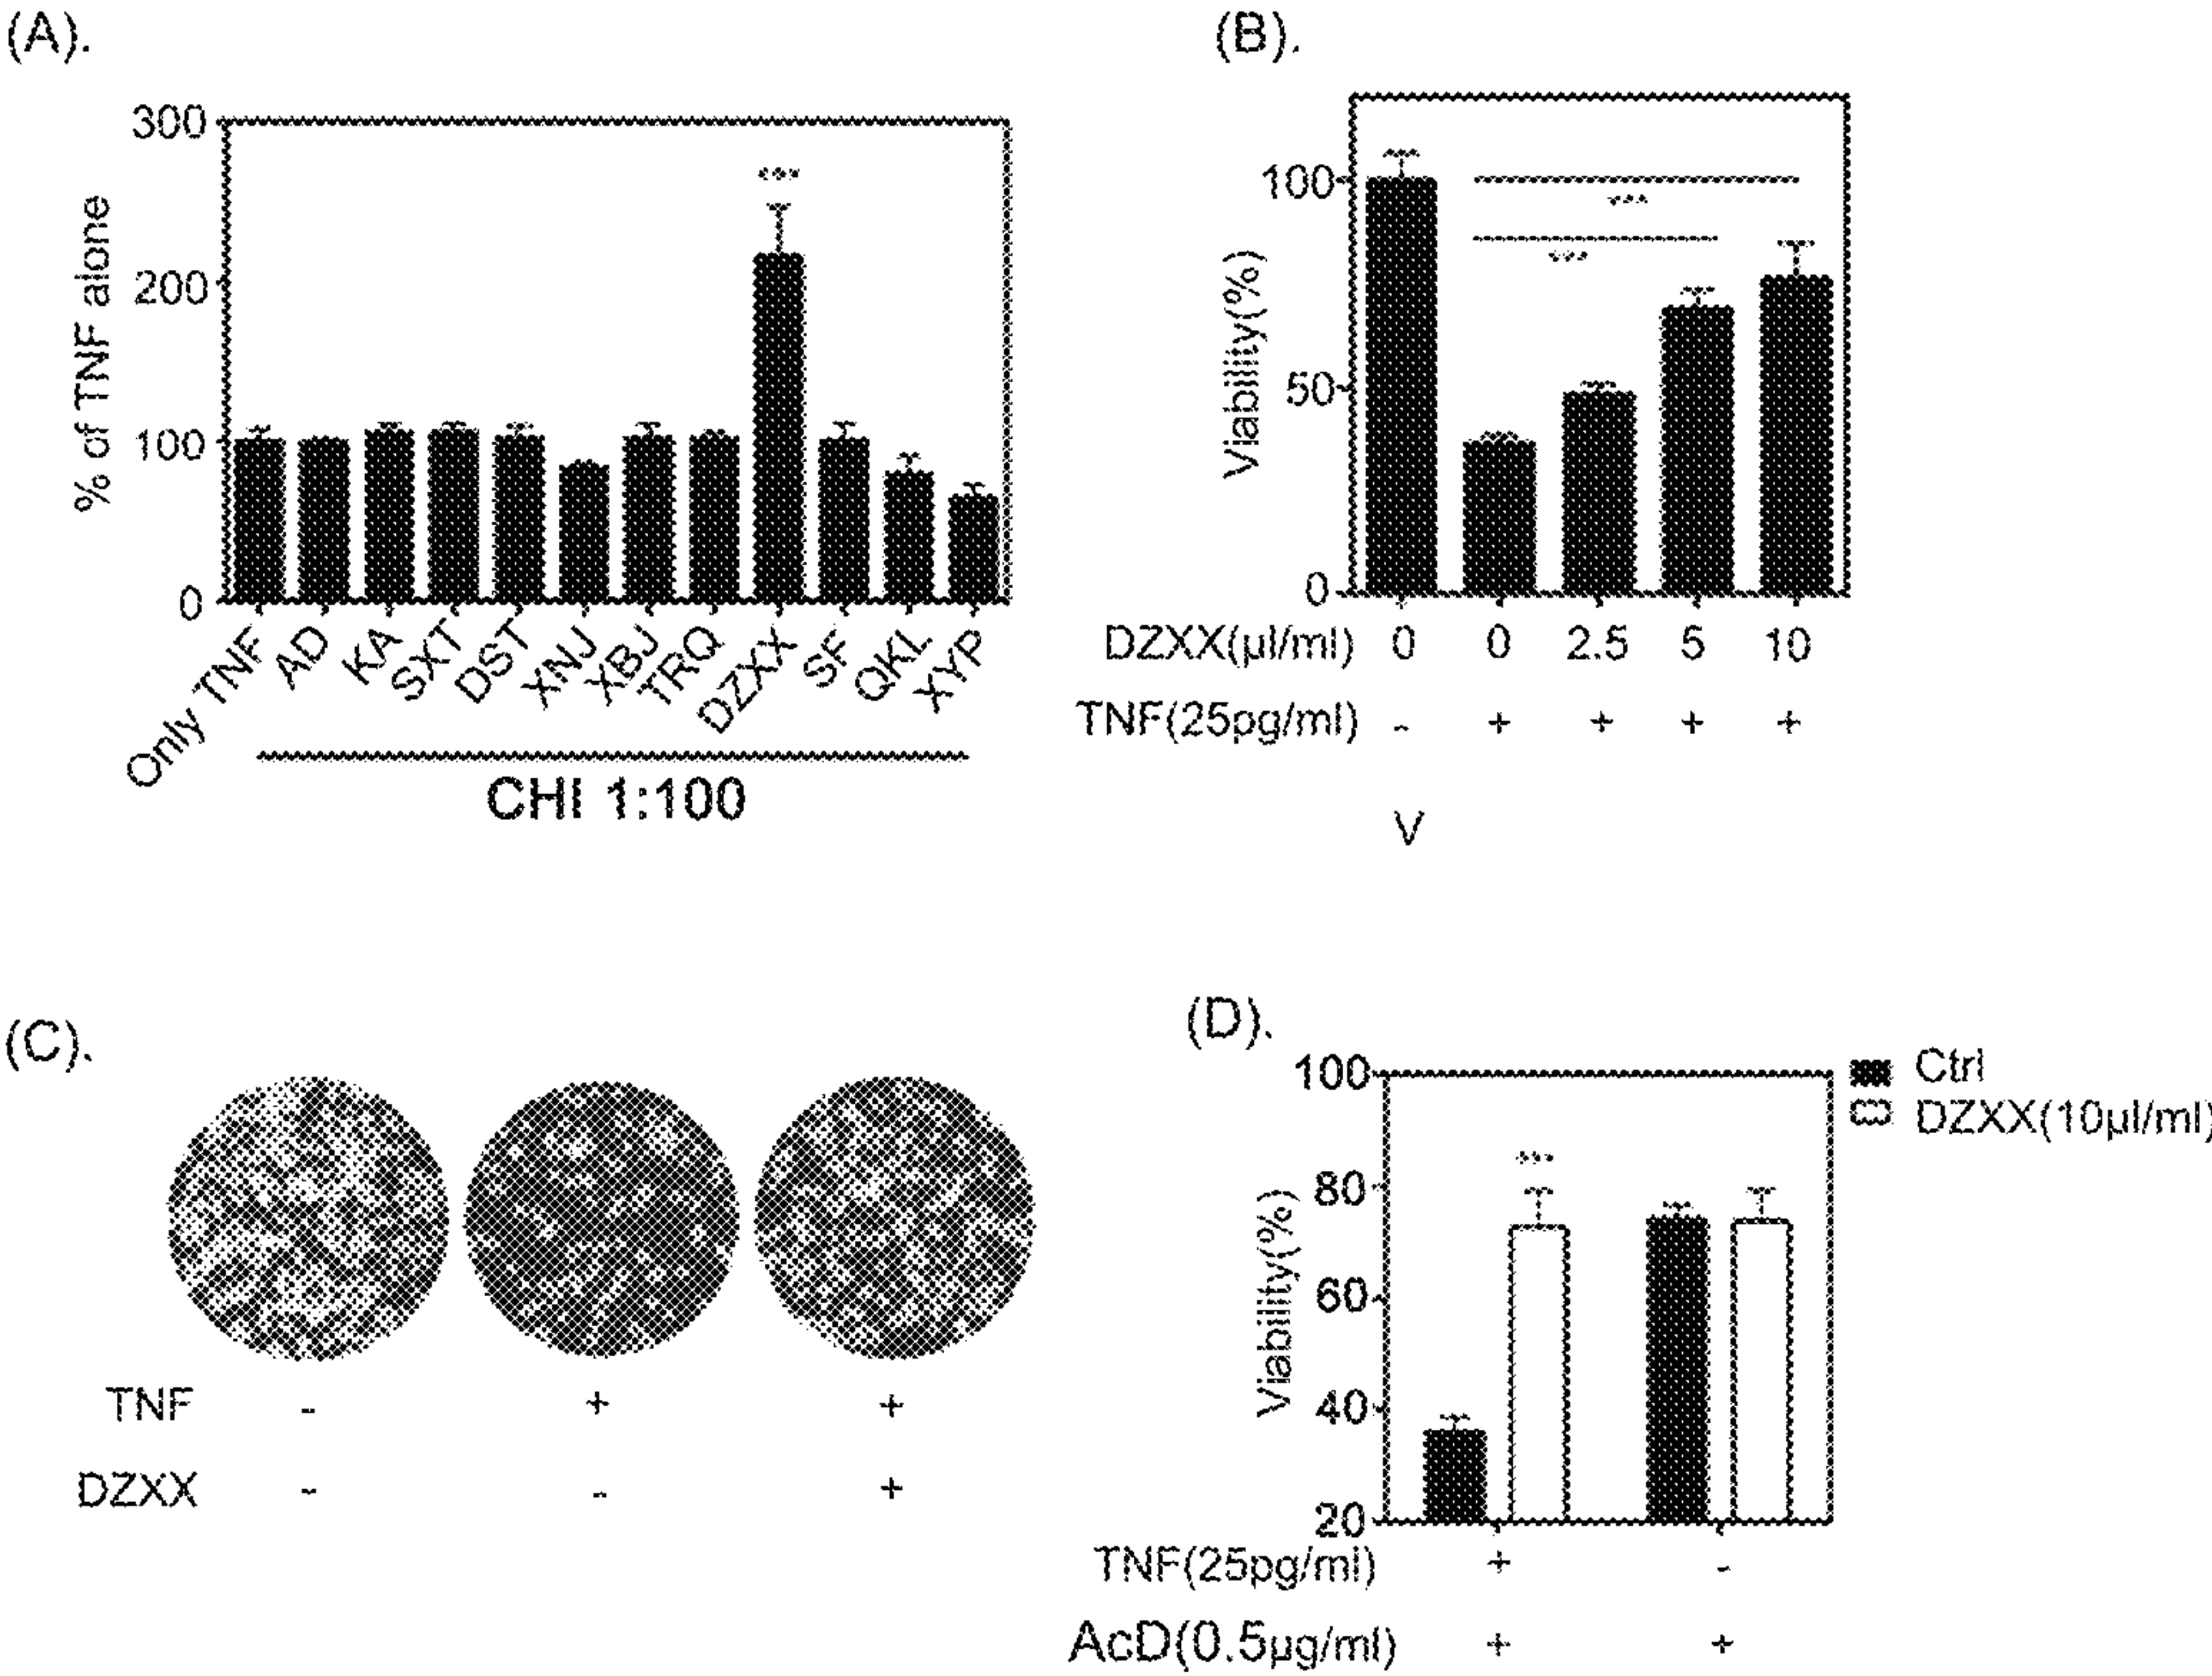 (A).
300
200
100
0
% of TNF alone
***
Only TNF
AD
KA
SXT
DST
XNJ
XBJ
TRQ
DZXX
SF
QKL
XYP
CHI 1:100
(B).
100
50
0
Viability(%)
***
***
DZXX(μl/ml) 0 0 2.5 5 10
TNF(25pg/ml) - + + + +
V
(C).
TNF - + +
DZXX - - +
(D).
100
80
60
40
20
Viability(%)
***
Ctrl
DZXX(10μl/ml)
TNF(25pg/ml) + -
AcD(0.5μg/ml) + +